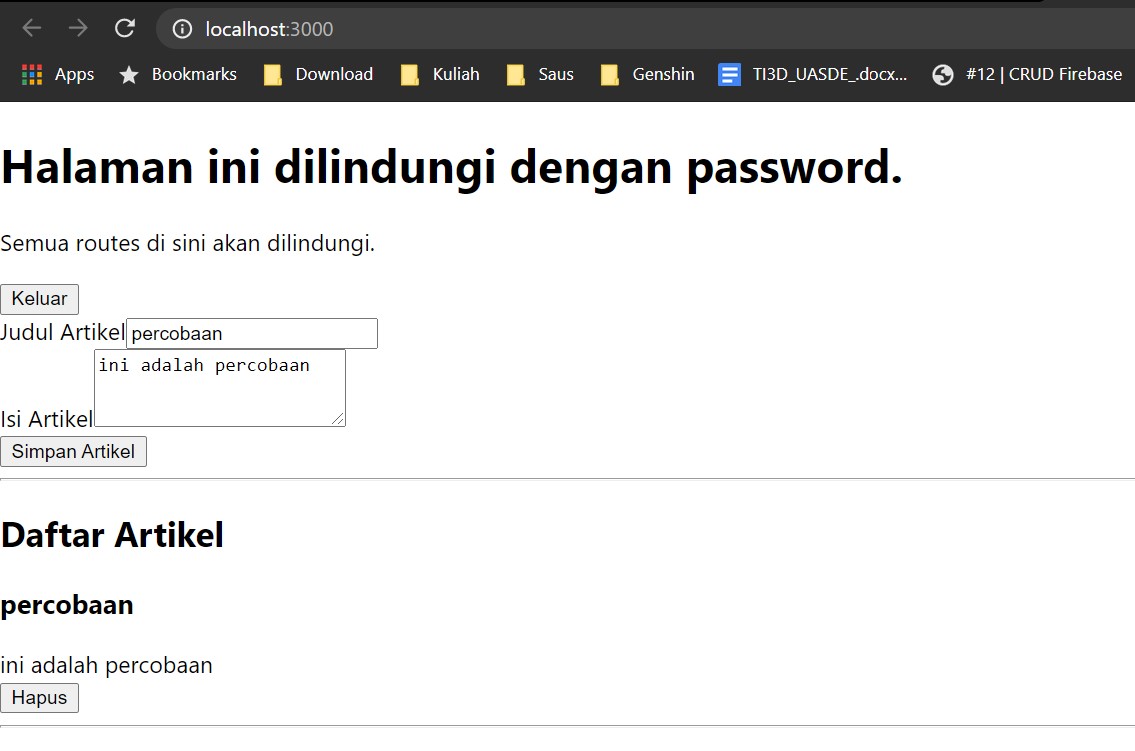 localhost:3000
Apps Bookmarks Download Kuliah Saus Genshin TI3D_UASDE_.docx... #12 | CRUD Firebase
Halaman ini dilindungi dengan password.
Semua routes di sini akan dilindungi.
Keluar
Judul Artikel percobaan
ini adalah percobaan
Isi Artikel
Simpan Artikel
Daftar Artikel
percobaan
ini adalah percobaan
Hapus